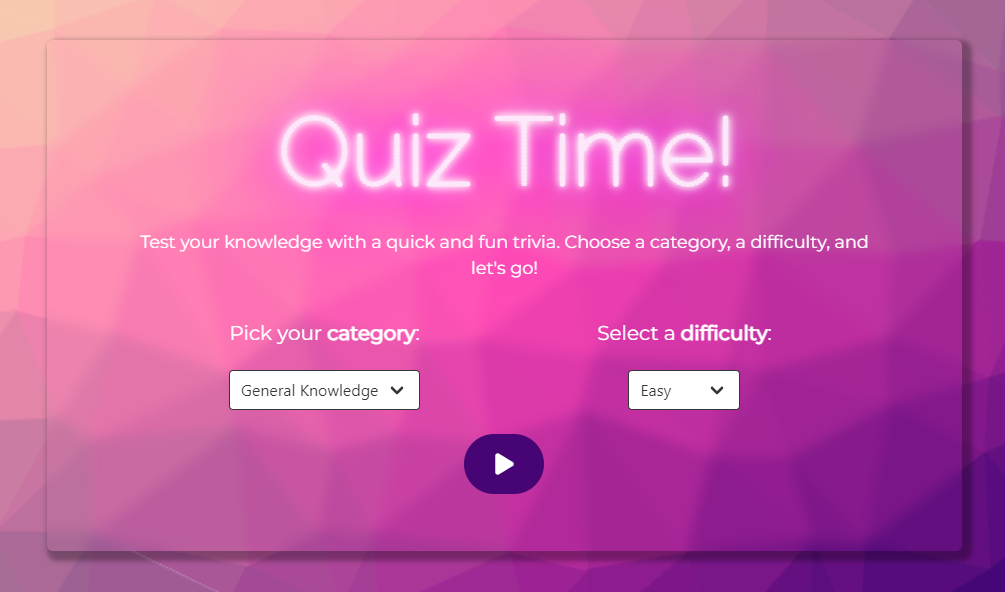 Quiz Time!
Test your knowledge with a quick and fun trivia. Choose a category, a difficulty, and
let's go!
Pick your category:
Select a difficulty:
General Knowledge
Easy